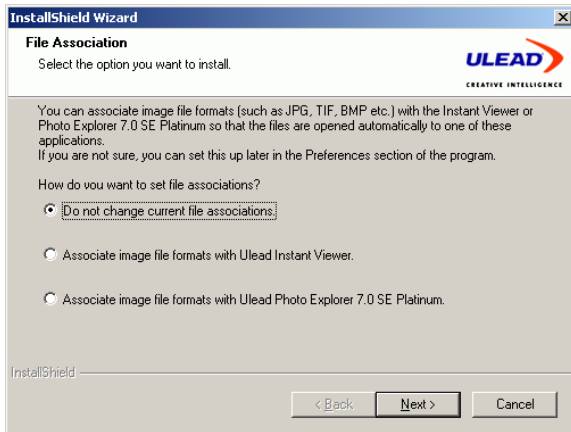 InstallShield Wizard
File Association
Select the option you want to install.
ULEAD
CREATIVE INTELLIGENCE
You can associate image file formats (such as JPG, TIF, BMP etc.) with the Instant Viewer or
Photo Explorer 7.0 SE Platinum so that the files are opened automatically to one of these
applications.
If you are not sure, you can set this up later in the Preferences section of the program.
How do you want to set file associations?
Do not change current file associations.
Associate image file formats with Ulead Instant Viewer.
Associate image file formats with Ulead Photo Explorer 7.0 SE Platinum.
InstallShield
< Back Next > Cancel